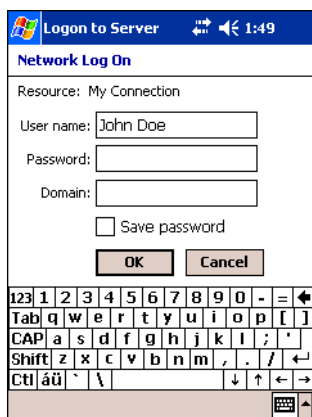 Logon to Server 1:49
Network Log On
Resource: My Connection
User name: John Doe
Password:
Domain:
Save password
OK Cancel
123 1 2 3 4 5 6 7 8 9 0 - = ←
Tab q w e r t y u i o p [ ]
CAP a s d f g h j k l ; '
Shift z x c v b n m , . / ↵
Ctl áü ` \ ↓ ↑ ← →